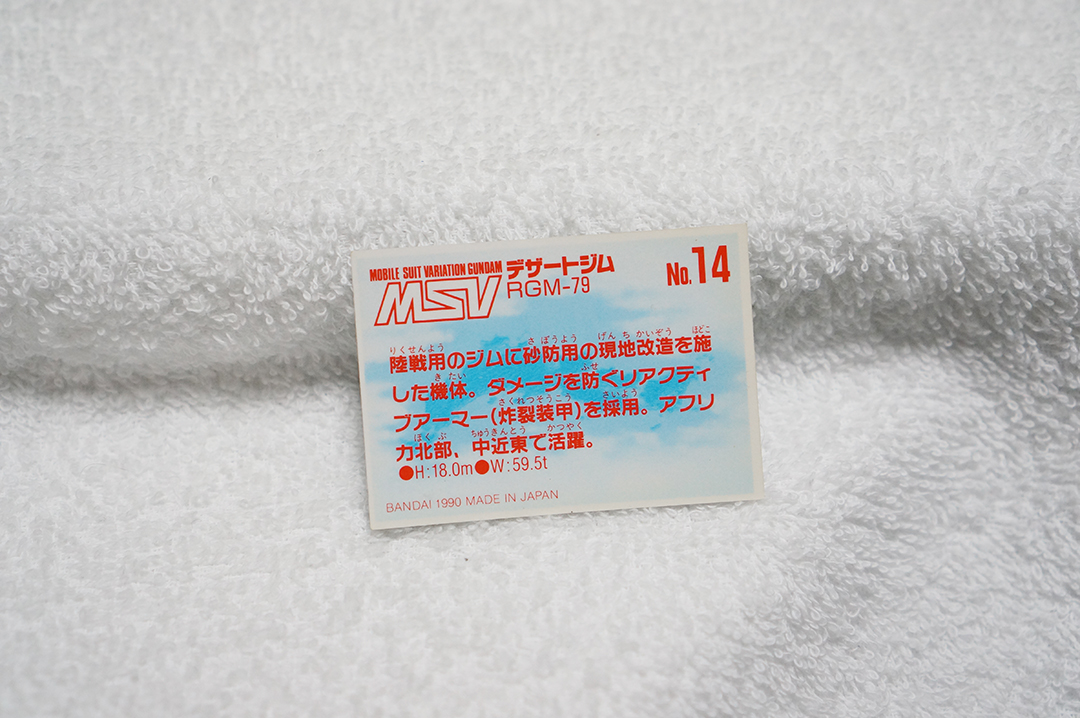 MOBILE SUIT VARIATION GUNDAM
MSV
デザートジム
RGM-79
No.14
りくせんよう さぼうよう げんちかいぞう ほどこ
陸戦用のジムに砂防用の現地改造を施
きたい ふせ
した機体。ダメージを防ぐリアクティ
さくれつそうこう さいよう
ブアーマー(炸裂装甲)を採用。アフリ
ほくぶ ちゅうきんとう かつやく
カ北部、中近東で活躍。
●H:18.0m●W:59.5t
BANDAI 1990 MADE IN JAPAN